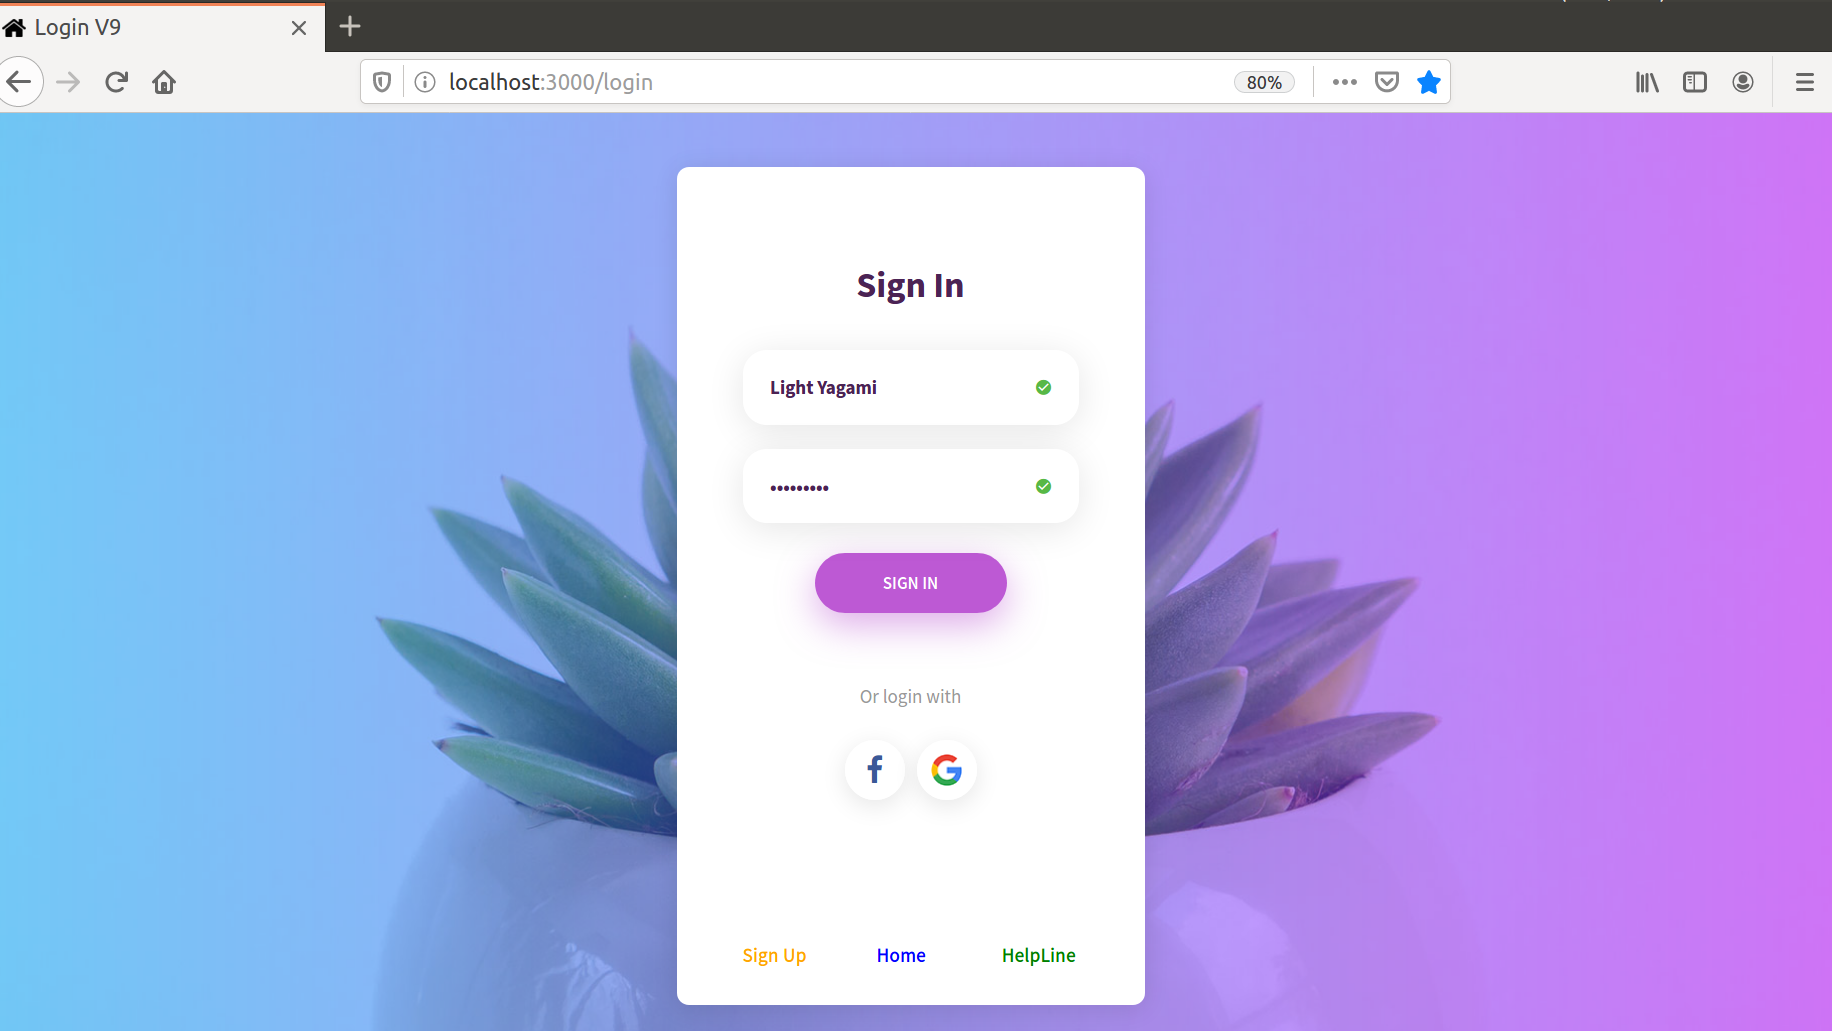 Login V9
localhost:3000/login
80%
Sign In
Light Yagami
•••••••••
SIGN IN
Or login with
Sign Up
Home
HelpLine